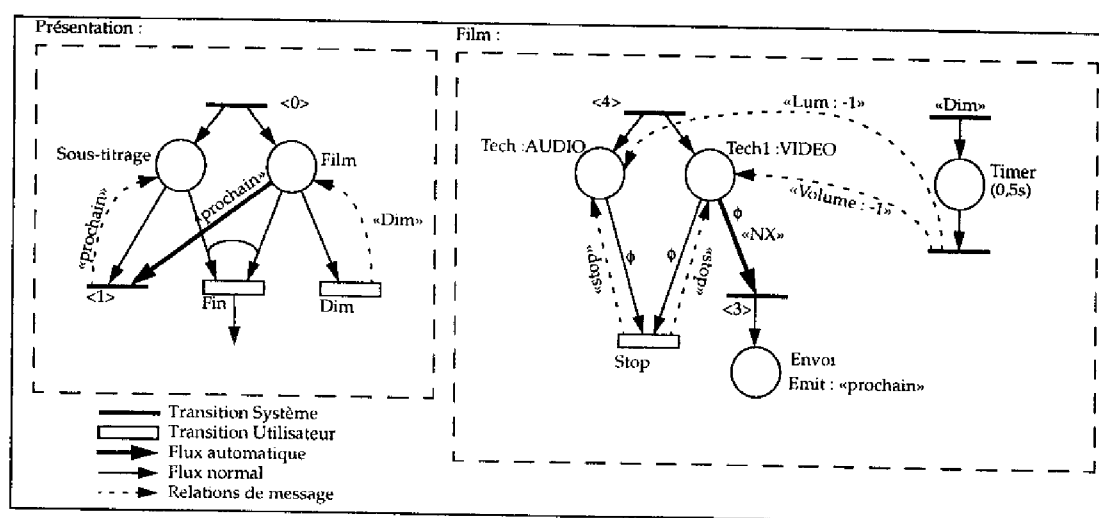 Présentation :
<0>
Sous-titrage
Film
«prochain»
«prochain»
«Dim»
<1>
Fin
Dim
Film :
<4>
«Lum : -1»
«Dim»
Tech :AUDIO
Tech1 :VIDEO
Timer
(0,5s)
«Volume : -1»
ϕ
«NX»
«stop»
ϕ
ϕ
«stop»
<3>
Stop
Envoi
Emit : «prochain»
Transition Système
Transition Utilisateur
Flux automatique
Flux normal
Relations de message